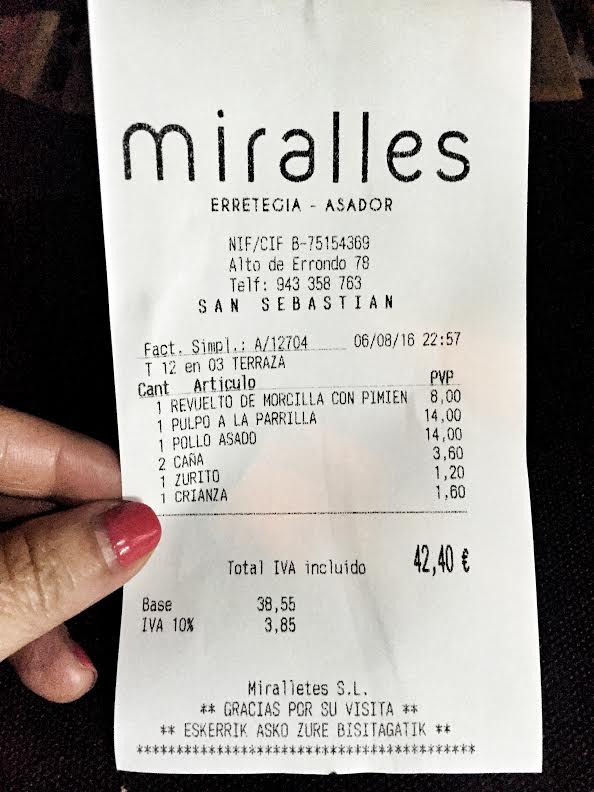 miralles
ERRETEGIA - ASADOR
NIF/CIF B-75154369
Alto de Errondo 78
Telf: 943 358 763
SAN SEBASTIAN
Fact. Simpl.: A/12704 06/08/16 22:57
T 12 en 03 TERRAZA
Cant Artículo PVP
1 REVUELTO DE MORCILLA CON PIMIEN 8,00
1 PULPO A LA PARRILLA 14,00
1 POLLO ASADO 14,00
2 CAÑA 3,60
1 ZURITO 1,20
1 CRIANZA 1,60
Total IVA incluido 42,40 €
Base 38,55
IVA 10% 3,85
Miralletes S.L.
** GRACIAS POR SU VISITA **
** ESKERRIK ASKO ZURE BISITAGATIK **
******************************************